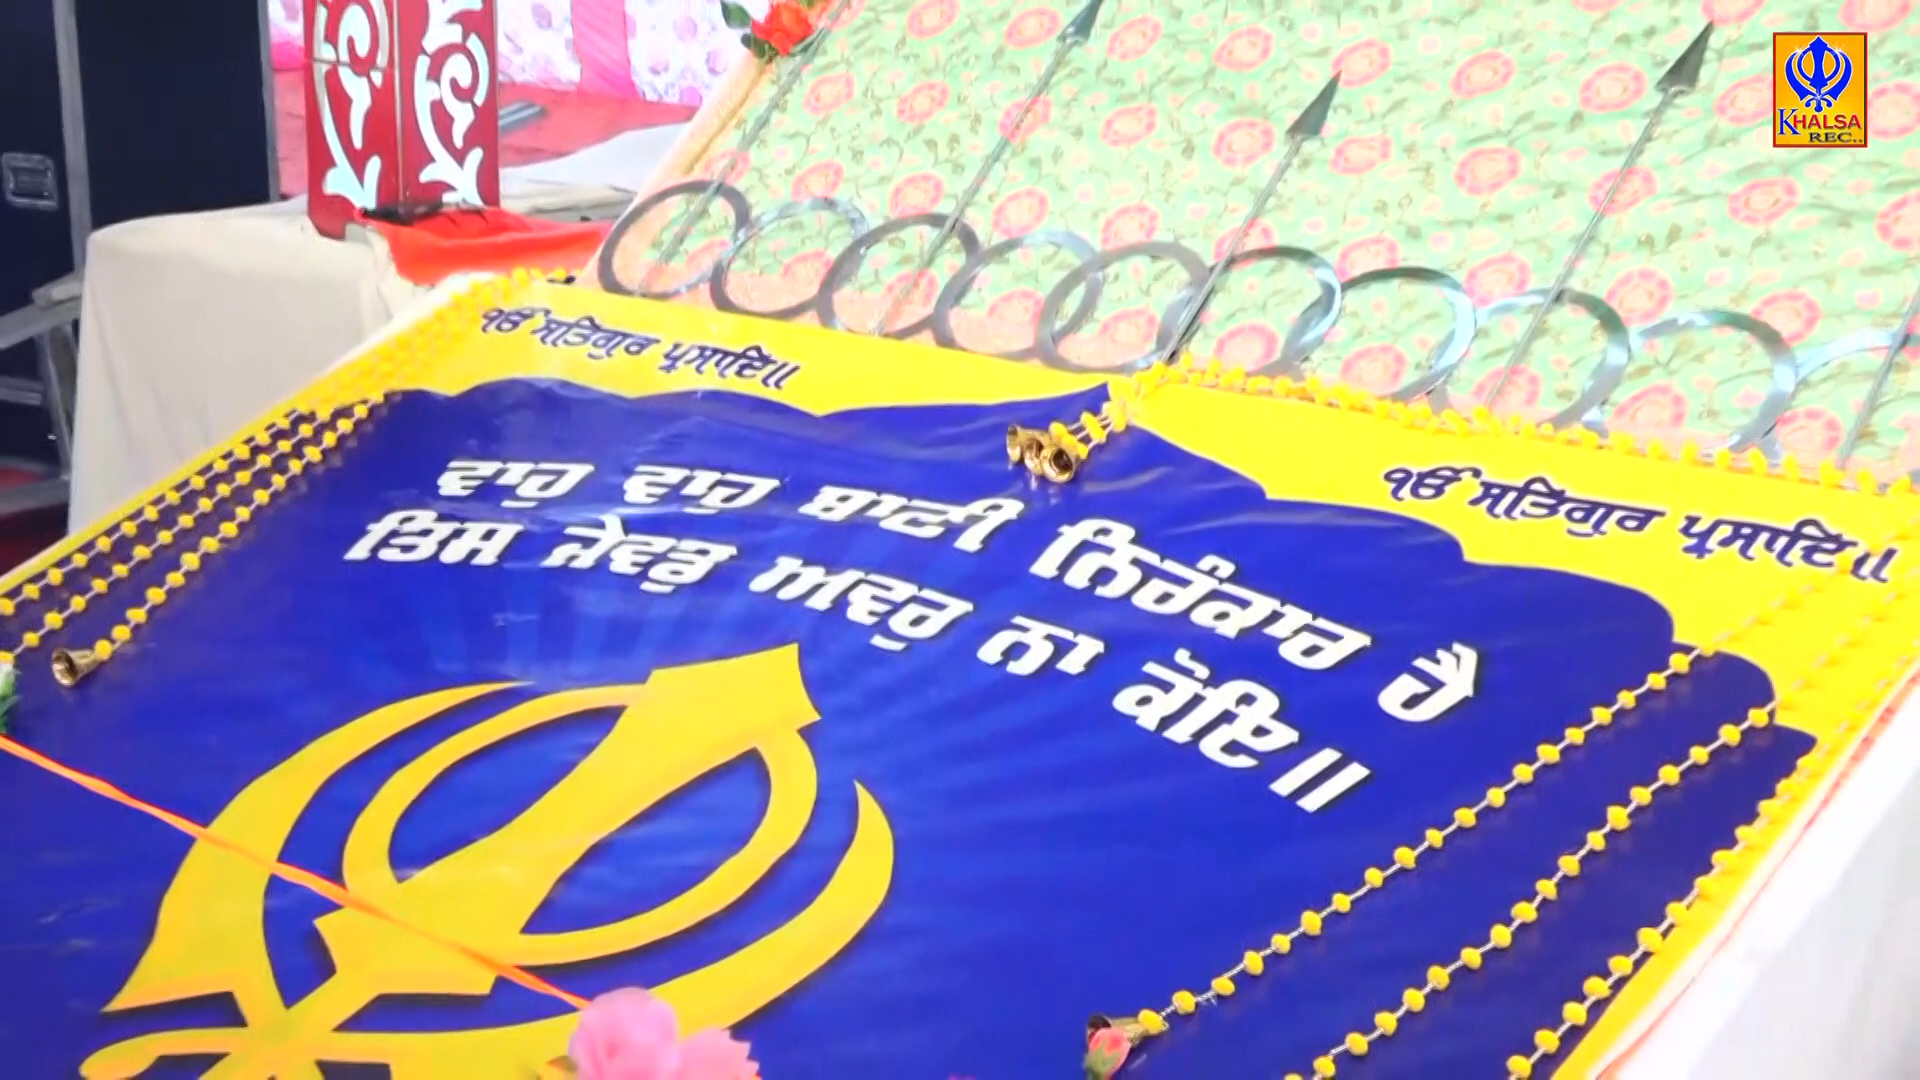 ੴ ਸਤਿਗੁਰ ਪ੍ਰਸਾਦਿ॥
ੴ ਸਤਿਗੁਰ ਪ੍ਰਸਾਦਿ॥
ਵਾਹੁ ਵਾਹੁ ਬਾਣੀ ਨਿਰੰਕਾਰ ਹੈ
ਤਿਸ ਜੇਵਡੁ ਅਵਰੁ ਨਾ ਕੋਇ॥
KHALSA
REC..